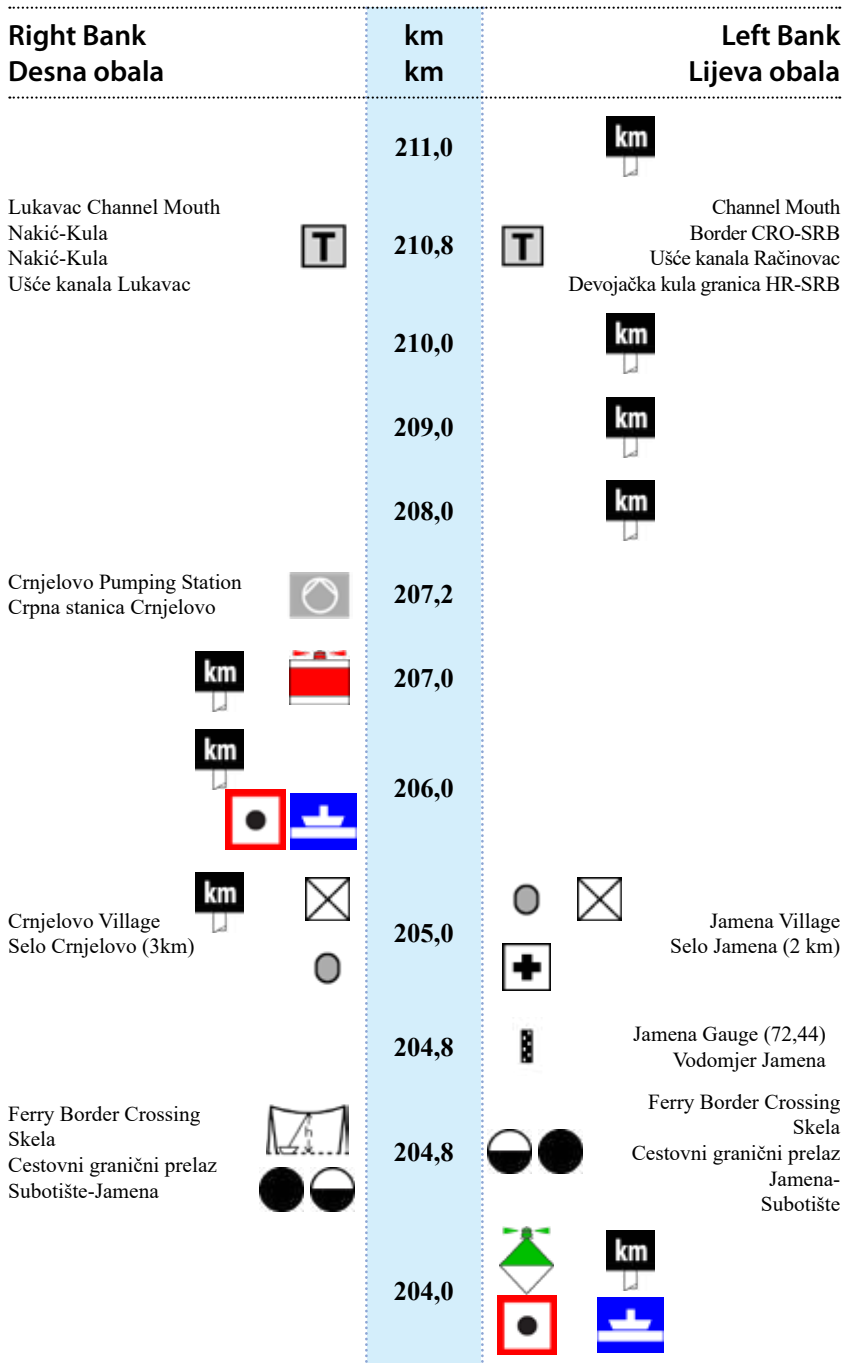 Right Bank km Left Bank
Desna obala km Lijeva obala
211,0 km
Lukavac Channel Mouth
Nakić-Kula
Nakić-Kula
Ušće kanala Lukavac
T 210,8 T
Channel Mouth
Border CRO-SRB
Ušće kanala Račinovac
Devojačka kula granica HR-SRB
210,0 km
209,0 km
208,0 km
Crnjelovo Pumping Station
Crpna stanica Crnjelovo
207,2
km 207,0
km
206,0
km
Crnjelovo Village
Selo Crnjelovo (3km)
205,0
Jamena Village
Selo Jamena (2 km)
204,8
Jamena Gauge (72,44)
Vodomjer Jamena
Ferry Border Crossing
Skela
Cestovni granični prelaz
Subotište-Jamena
h
204,8
Ferry Border Crossing
Skela
Cestovni granični prelaz
Jamena-
Subotište
204,0 km